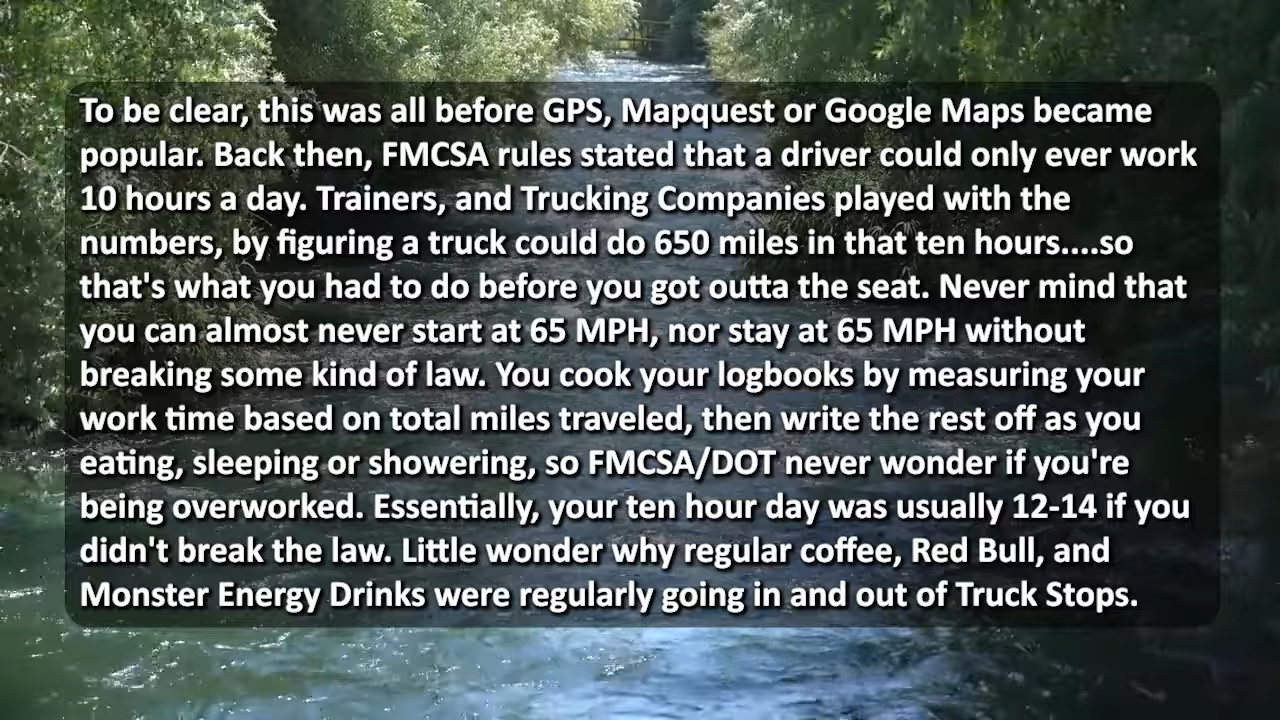 To be clear, this was all before GPS, Mapquest or Google Maps became
popular. Back then, FMCSA rules stated that a driver could only ever work
10 hours a day. Trainers, and Trucking Companies played with the
numbers, by figuring a truck could do 650 miles in that ten hours....so
that's what you had to do before you got outta the seat. Never mind that
you can almost never start at 65 MPH, nor stay at 65 MPH without
breaking some kind of law. You cook your logbooks by measuring your
work time based on total miles traveled, then write the rest off as you
eating, sleeping or showering, so FMCSA/DOT never wonder if you're
being overworked. Essentially, your ten hour day was usually 12-14 if you
didn't break the law. Little wonder why regular coffee, Red Bull, and
Monster Energy Drinks were regularly going in and out of Truck Stops.